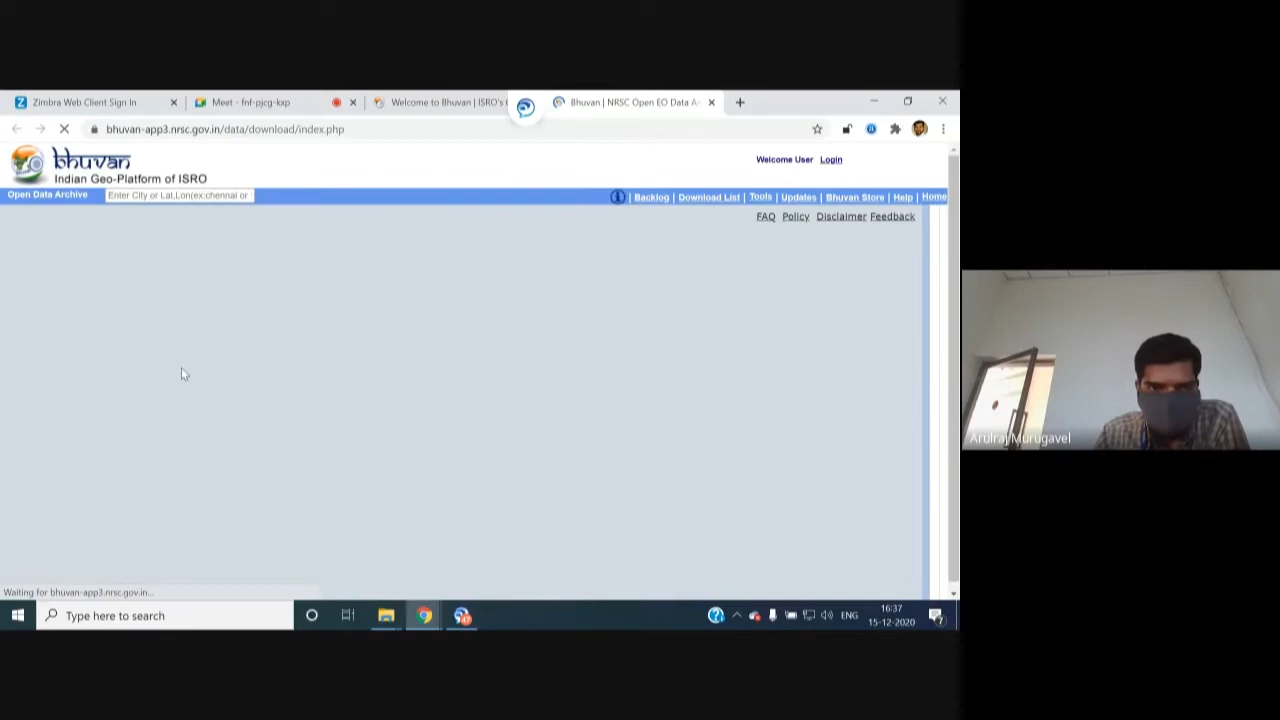 Zimbra Web Client Sign In
Meet - fnf-pjcg-kxp
Welcome to Bhuvan | ISRO's
Bhuvan | NRSC Open EO Data A
bhuvan-app3.nrsc.gov.in/data/download/index.php
bhuvan
Indian Geo-Platform of ISRO
Welcome User Login
Open Data Archive
Enter City or Lat,Lon(ex:chennai or
| Backlog | Download List | Tools | Updates | Bhuvan Store | Help | Home
FAQ Policy Disclaimer Feedback
Arulraj Murugavel
Waiting for bhuvan-app3.nrsc.gov.in...
Type here to search
ENG
16:37
15-12-2020